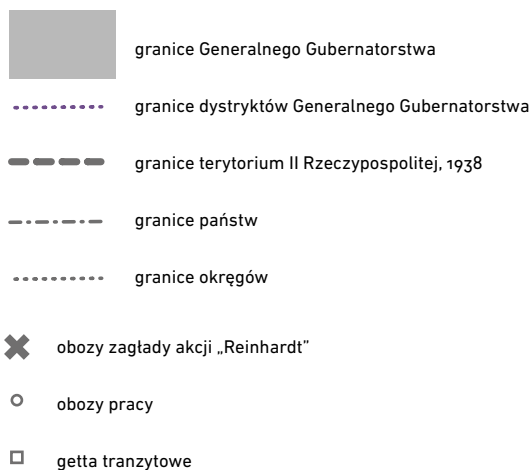 granice Generalnego Gubernatorstwa
granice dystryktów Generalnego Gubernatorstwa
granice terytorium II Rzeczypospolitej, 1938
granice państw
granice okręgów
obozy zagłady akcji „Reinhardt”
obozy pracy
getta tranzytowe